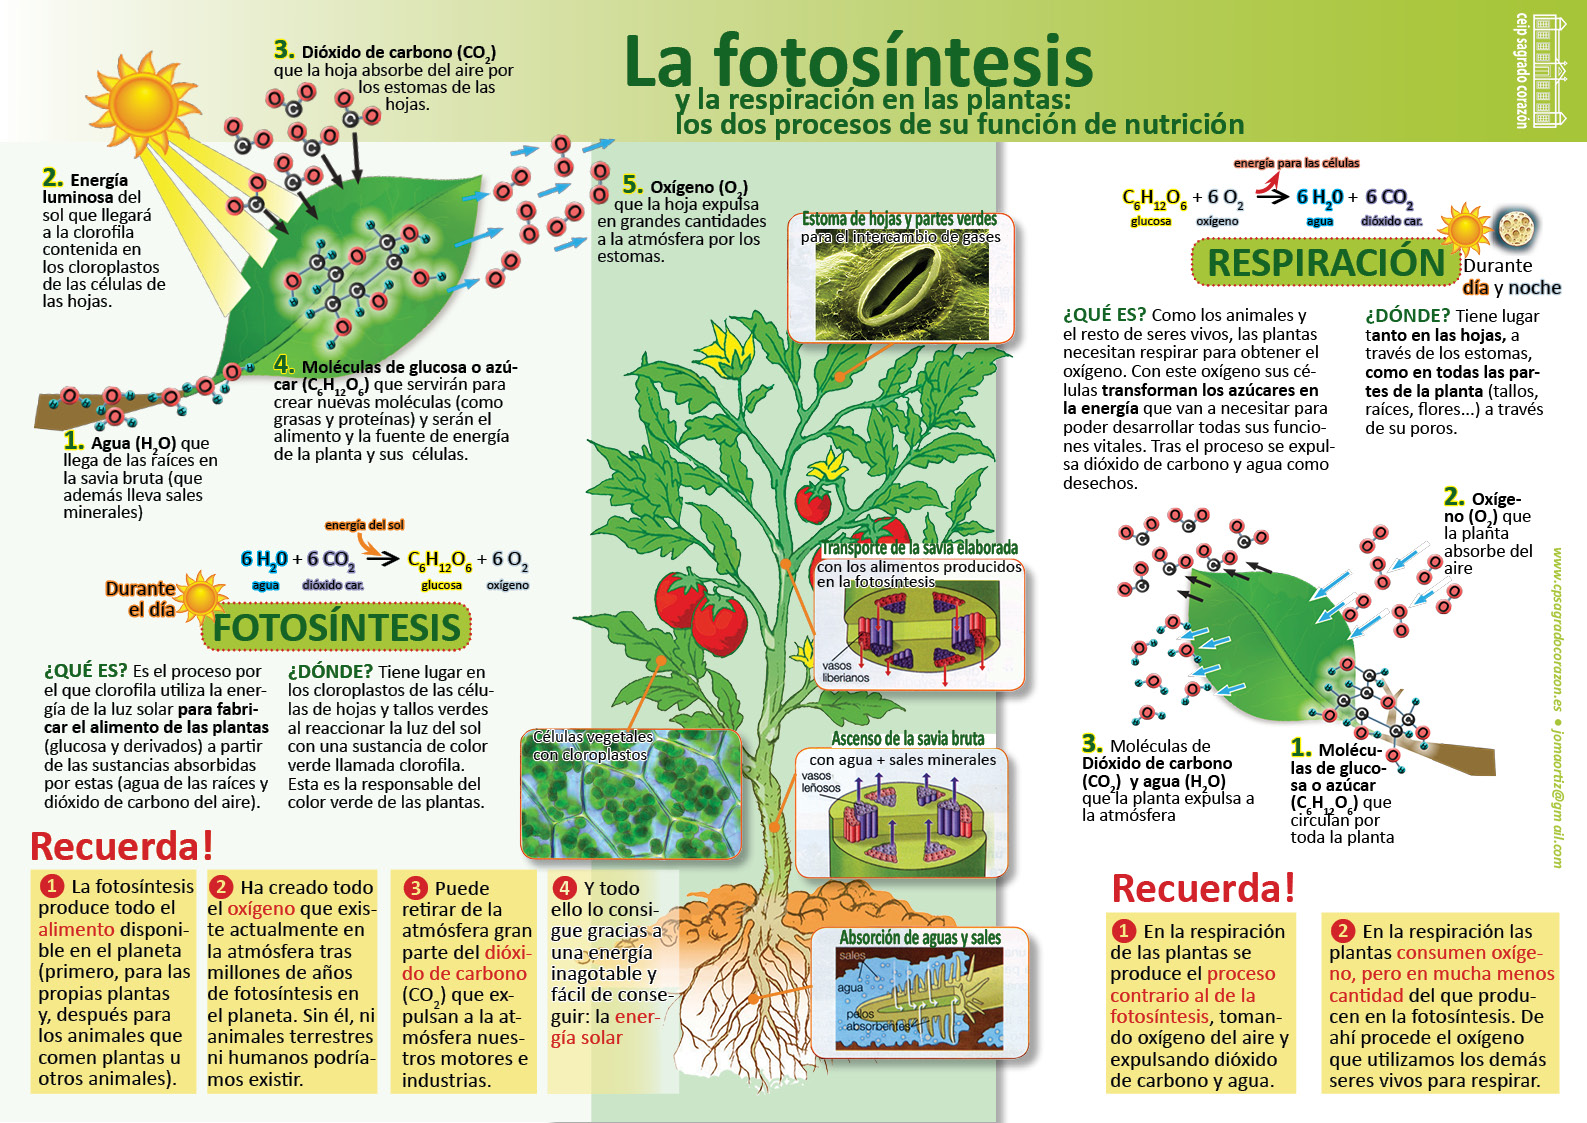 La fotosíntesis
y la respiración en las plantas:
los dos procesos de su función de nutrición
ceip sagrado corazón
3. Dióxido de carbono (CO2)
que la hoja absorbe del aire por
los estomas de las
hojas.
2. Energía
luminosa del
sol que llegará
a la clorofila
contenida en
los cloroplastos
de las células de
las hojas.
5. Oxígeno (O2)
que la hoja expulsa
en grandes cantidades
a la atmósfera por los
estomas.
4. Moléculas de glucosa o azú-
car (C6H12O6) que servirán para
crear nuevas moléculas (como
grasas y proteínas) y serán el
alimento y la fuente de energía
de la planta y sus células.
1. Agua (H2O) que
llega de las raíces en
la savia bruta (que
además lleva sales
minerales)
energía del sol
6 H2O + 6 CO2 → C6H12O6 + 6 O2
agua dióxido car. glucosa oxígeno
Durante
el día
FOTOSÍNTESIS
¿QUÉ ES? Es el proceso por
el que clorofila utiliza la ener-
gía de la luz solar para fabri-
car el alimento de las plantas
(glucosa y derivados) a partir
de las sustancias absorbidas
por estas (agua de las raíces y
dióxido de carbono del aire).
¿DÓNDE? Tiene lugar en
los cloroplastos de las célu-
las de hojas y tallos verdes
al reaccionar la luz del sol
con una sustancia de color
verde llamada clorofila.
Esta es la responsable del
color verde de las plantas.
Recuerda!
1 La fotosíntesis
produce todo el
alimento disponi-
ble en el planeta
(primero, para las
propias plantas
y, después para
los animales que
comen plantas u
otros animales).
2 Ha creado todo
el oxígeno que exis-
te actualmente en
la atmósfera tras
millones de años
de fotosíntesis en
el planeta. Sin él, ni
animales terrestres
ni humanos podría-
mos existir.
3 Puede
retirar de la
atmósfera gran
parte del dióxi-
do de carbono
(CO2) que ex-
pulsan a la at-
mósfera nues-
tros motores e
industrias.
4 Y todo
ello lo consi-
gue gracias a
una energía
inagotable y
fácil de conse-
guir: la ener-
gía solar
Estoma de hojas y partes verdes
para el intercambio de gases
Transporte de la savia elaborada
con los alimentos producidos
en la fotosíntesis
vasos
liberianos
Células vegetales
con cloroplastos
Ascenso de la savia bruta
con agua + sales minerales
vasos
leñosos
Absorción de aguas y sales
sales
agua
pelos
absorbentes
energía para las células
C6H12O6 + 6 O2 → 6 H2O + 6 CO2
glucosa oxígeno agua dióxido car.
RESPIRACIÓN
Durante
día y noche
¿QUÉ ES? Como los animales y
el resto de seres vivos, las plantas
necesitan respirar para obtener el
oxígeno. Con este oxígeno sus cé-
lulas transforman los azúcares en
la energía que van a necesitar para
poder desarrollar todas sus funcio-
nes vitales. Tras el proceso se expul-
sa dióxido de carbono y agua como
desechos.
¿DÓNDE? Tiene lugar
tanto en las hojas, a
través de los estomas,
como en todas las par-
tes de la planta (tallos,
raíces, flores...) a través
de su poros.
2. Oxíge-
no (O2) que
la planta
absorbe del
aire
3. Moléculas de
Dióxido de carbono
(CO2) y agua (H2O)
que la planta expulsa a
la atmósfera
1. Molécu-
las de gluco-
sa o azúcar
(C6H12O6) que
circulan por
toda la planta
www.cpsagradocorazon.es ● jomaortiz@gm ail.com
Recuerda!
1 En la respiración
de las plantas se
produce el proceso
contrario al de la
fotosíntesis, toman-
do oxígeno del aire y
expulsando dióxido
de carbono y agua.
2 En la respiración las
plantas consumen oxíge-
no, pero en mucha menos
cantidad del que produ-
cen en la fotosíntesis. De
ahí procede el oxígeno
que utilizamos los demás
seres vivos para respirar.